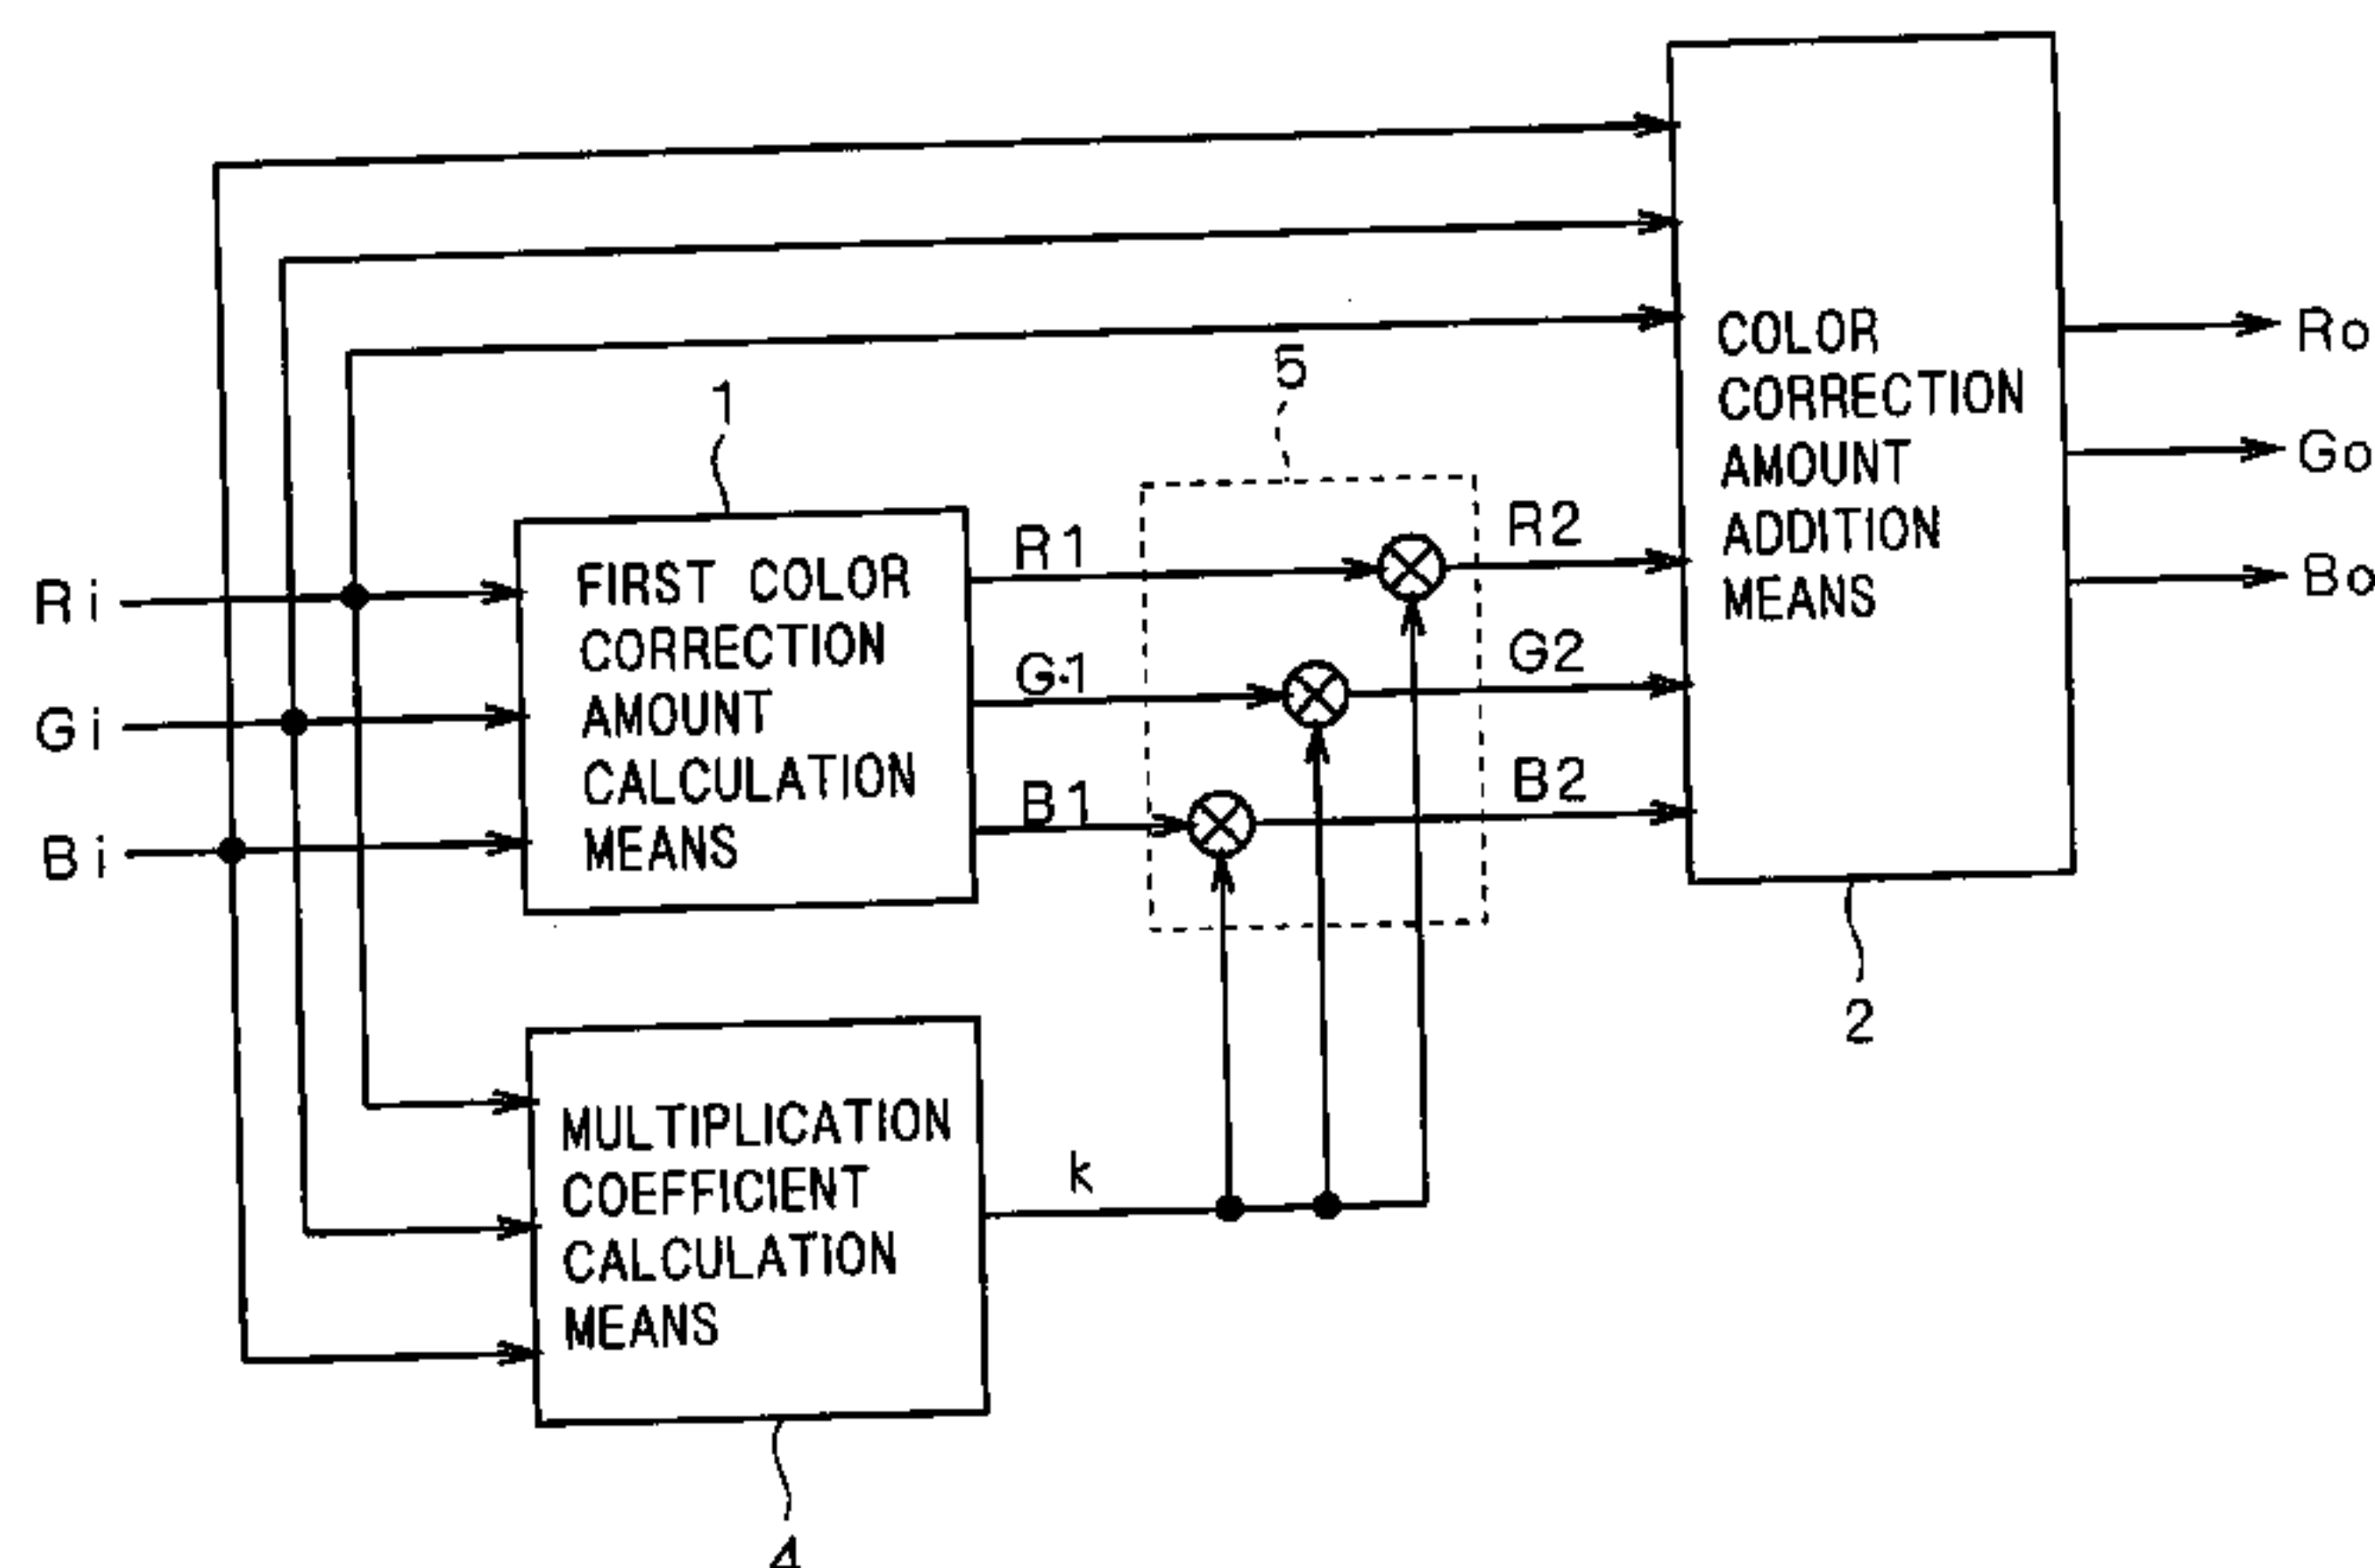 Ri
Gi
Bi
1
FIRST COLOR
CORRECTION
AMOUNT
CALCULATION
MEANS
R1
G1
B1
5
R2
G2
B2
COLOR
CORRECTION
AMOUNT
ADDITION
MEANS
2
Ro
Go
Bo
MULTIPLICATION
COEFFICIENT
CALCULATION
MEANS
4
k